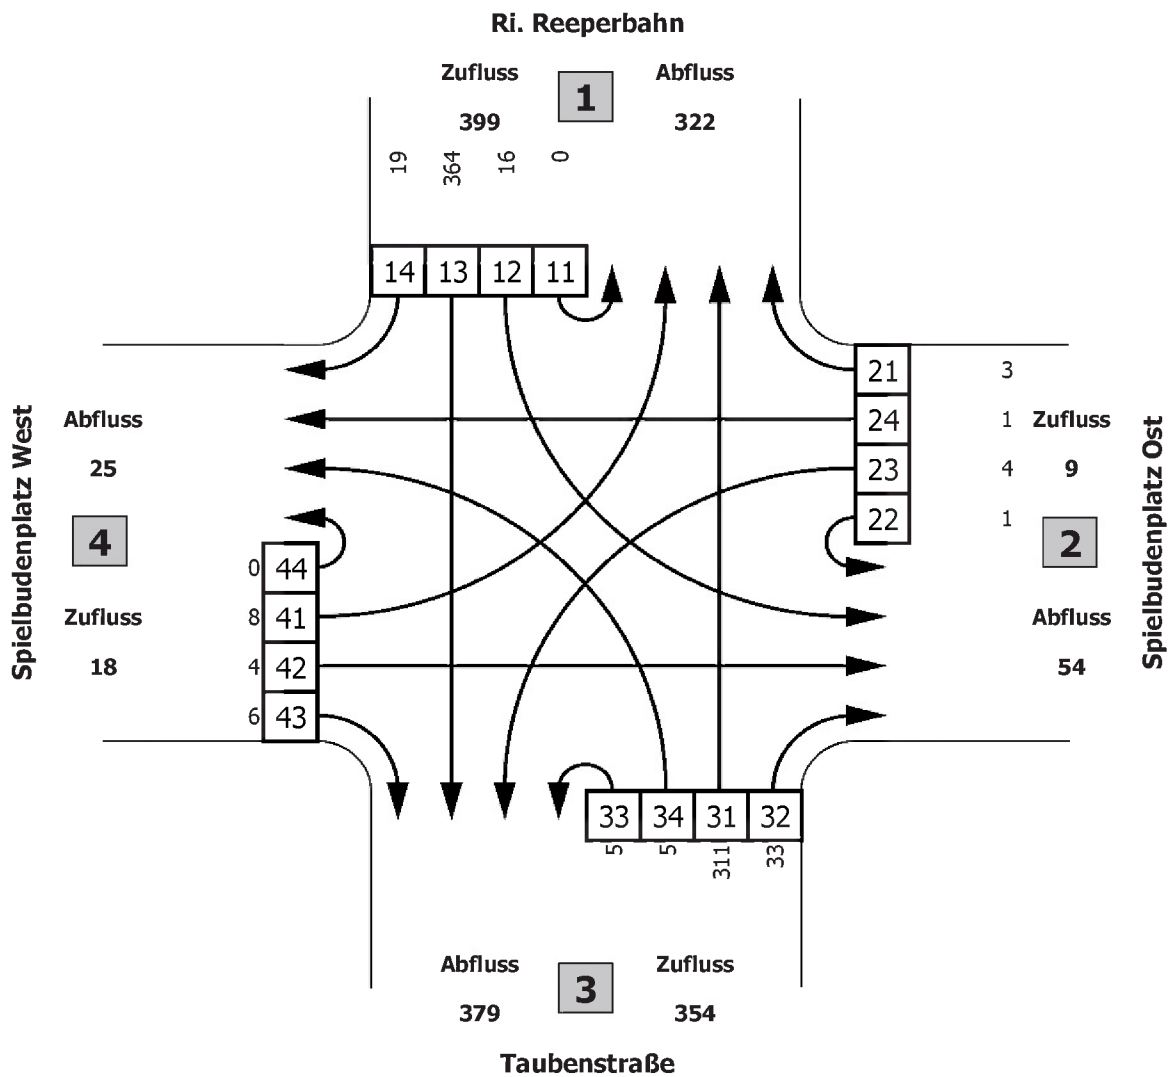 Ri. Reeperbahn
Zufluss 1 Abfluss
399 322
19 364 16 0
14 13 12 11
21 3
24 1 Zufluss
23 4 9
22 1
2
Abfluss
54
Spielbudenplatz Ost
Spielbudenplatz West
Abfluss
25
4
Zufluss
18
0 44
8 41
4 42
6 43
33 34 31 32
5 5 311 33
Abfluss 3 Zufluss
379 354
Taubenstraße